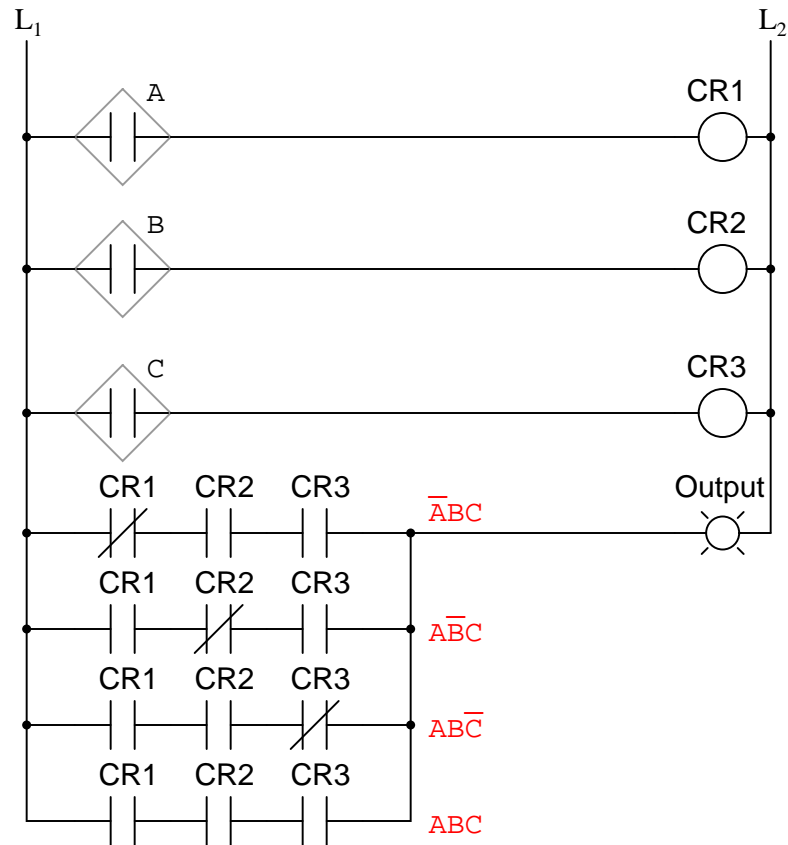 L₁ L₂
A CR1
B CR2
C CR3
CR1 CR2 CR3 A̅BC Output
CR1 CR2 CR3 AB̅C
CR1 CR2 CR3 ABC̅
CR1 CR2 CR3 ABC